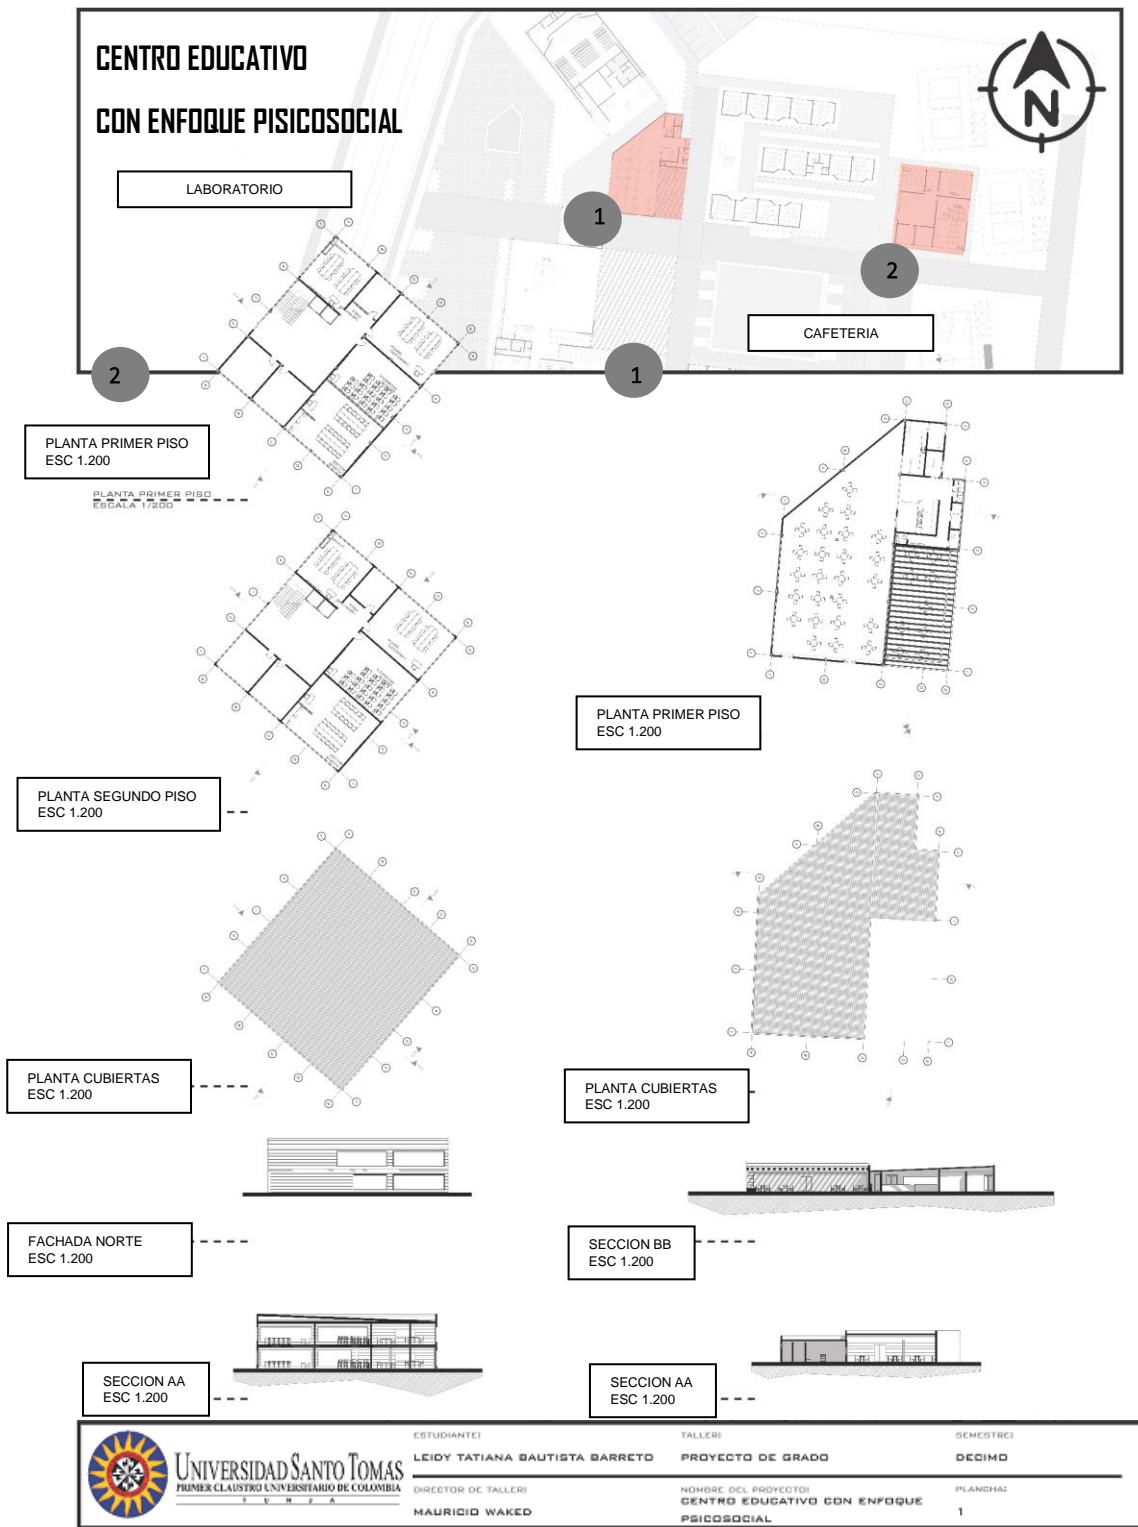 CENTRO EDUCATIVO
CON ENFOQUE PISICOSOCIAL
N
LABORATORIO
1
2
CAFETERIA
2
1
PLANTA PRIMER PISO
ESC 1.200
PLANTA PRIMER PISO
ESCALA 1/200
PLANTA PRIMER PISO
ESC 1.200
PLANTA SEGUNDO PISO
ESC 1.200
PLANTA CUBIERTAS
ESC 1.200
PLANTA CUBIERTAS
ESC 1.200
FACHADA NORTE
ESC 1.200
SECCION BB
ESC 1.200
SECCION AA
ESC 1.200
SECCION AA
ESC 1.200
UNIVERSIDAD SANTO TOMAS
PRIMER CLAUSTRO UNIVERSITARIO DE COLOMBIA
T U N J A
ESTUDIANTE:
LEIDY TATIANA BAUTISTA BARRETO
TALLER:
PROYECTO DE GRADO
SEMESTRE:
DECIMO
DIRECTOR DE TALLER:
MAURICIO WAKED
NOMBRE DEL PROYECTO:
CENTRO EDUCATIVO CON ENFOQUE
PSICOSOCIAL
PLANCHA:
1